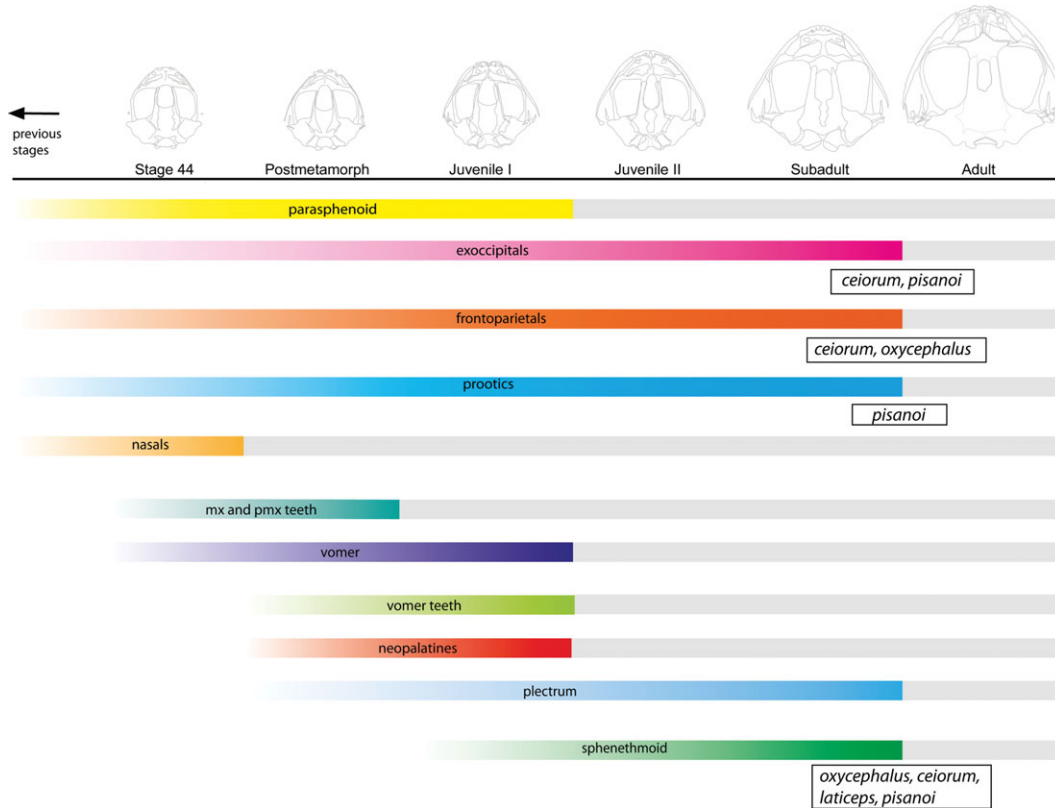 previous
stages
Stage 44
Postmetamorph
Juvenile I
Juvenile II
Subadult
Adult
parasphenoid
exoccipitals
ceiorum, pisanoi
frontoparietals
ceiorum, oxycephalus
prootics
pisanoi
nasals
mx and pmx teeth
vomer
vomer teeth
neopalatines
plectrum
sphenethmoid
oxycephalus, ceiorum,
laticeps, pisanoi